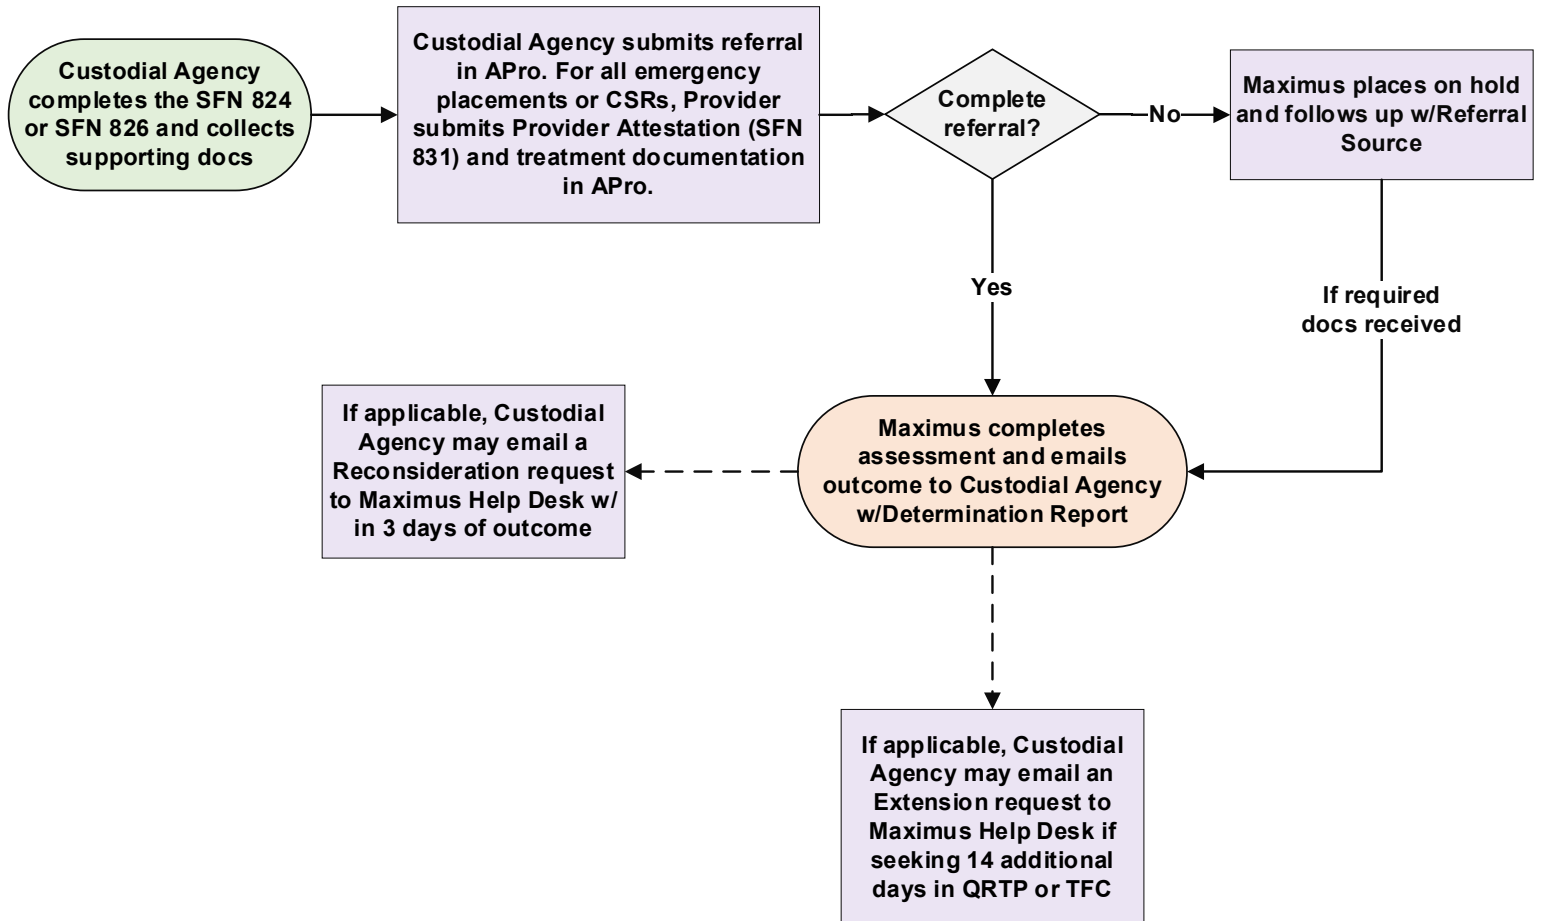 Custodial Agency
completes the SFN 824
or SFN 826 and collects
supporting docs
Custodial Agency submits referral
in APro. For all emergency
placements or CSRs, Provider
submits Provider Attestation (SFN
831) and treatment documentation
in APro.
Complete
referral?
No
Maximus places on hold
and follows up w/Referral
Source
Yes
If required
docs received
If applicable, Custodial
Agency may email a
Reconsideration request
to Maximus Help Desk w/
in 3 days of outcome
Maximus completes
assessment and emails
outcome to Custodial Agency
w/Determination Report
If applicable, Custodial
Agency may email an
Extension request to
Maximus Help Desk if
seeking 14 additional
days in QRTP or TFC